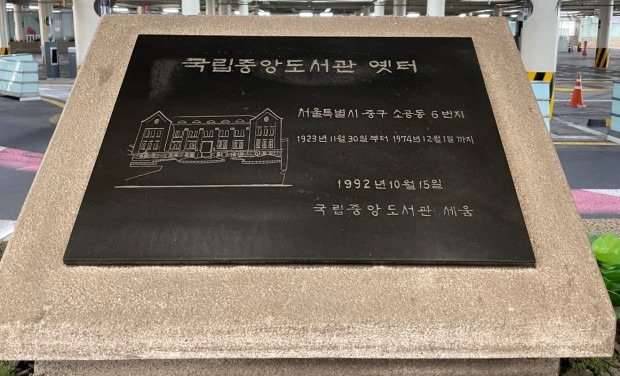 국립중앙도서관 옛터
서울특별시 중구 소공동 6번지
1923년 11월 30일 부터 1974년 12월 1일 까지
1992년 10월 15일
국립중앙도서관 세움